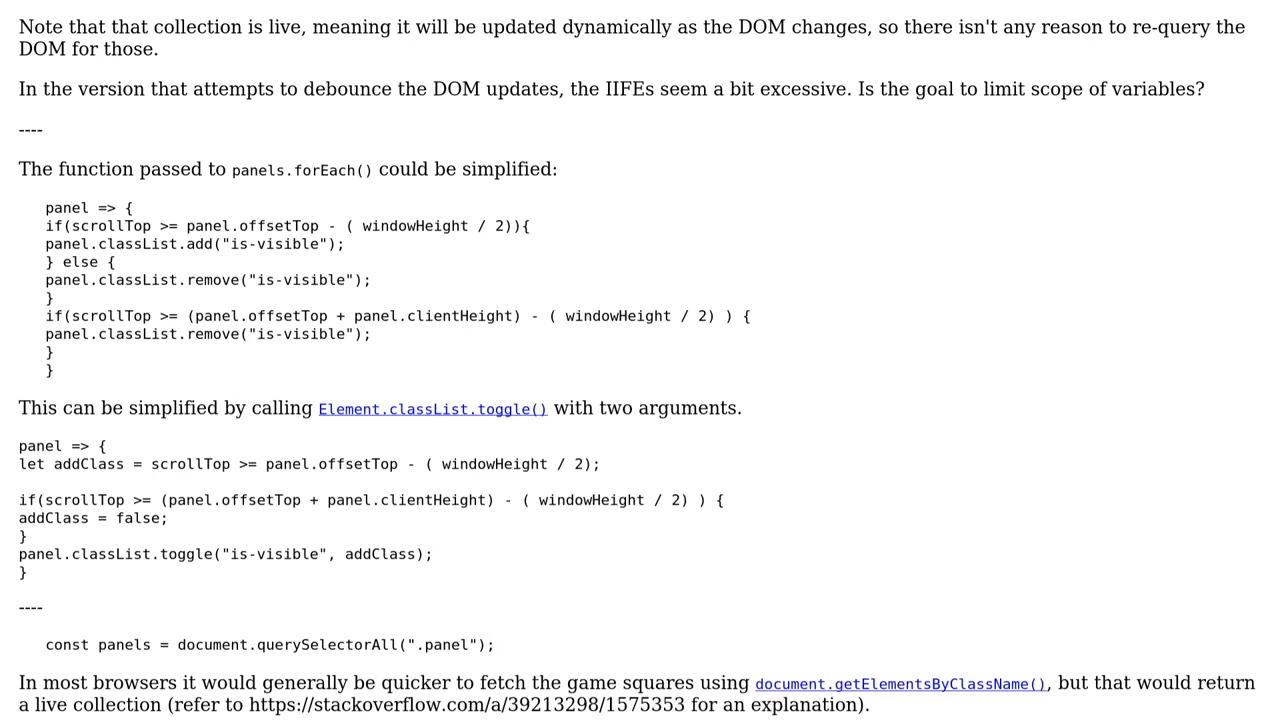 Note that that collection is live, meaning it will be updated dynamically as the DOM changes, so there isn't any reason to re-query the
DOM for those.
In the version that attempts to debounce the DOM updates, the IIFEs seem a bit excessive. Is the goal to limit scope of variables?
----
The function passed to panels.forEach() could be simplified:
panel => {
if(scrollTop >= panel.offsetTop - ( windowHeight / 2)){
panel.classList.add("is-visible");
} else {
panel.classList.remove("is-visible");
}
if(scrollTop >= (panel.offsetTop + panel.clientHeight) - ( windowHeight / 2) ) {
panel.classList.remove("is-visible");
}
}
This can be simplified by calling Element.classList.toggle() with two arguments.
panel => {
let addClass = scrollTop >= panel.offsetTop - ( windowHeight / 2);
if(scrollTop >= (panel.offsetTop + panel.clientHeight) - ( windowHeight / 2) ) {
addClass = false;
}
panel.classList.toggle("is-visible", addClass);
}
----
const panels = document.querySelectorAll(".panel");
In most browsers it would generally be quicker to fetch the game squares using document.getElementsByClassName(), but that would return
a live collection (refer to https://stackoverflow.com/a/39213298/1575353 for an explanation).